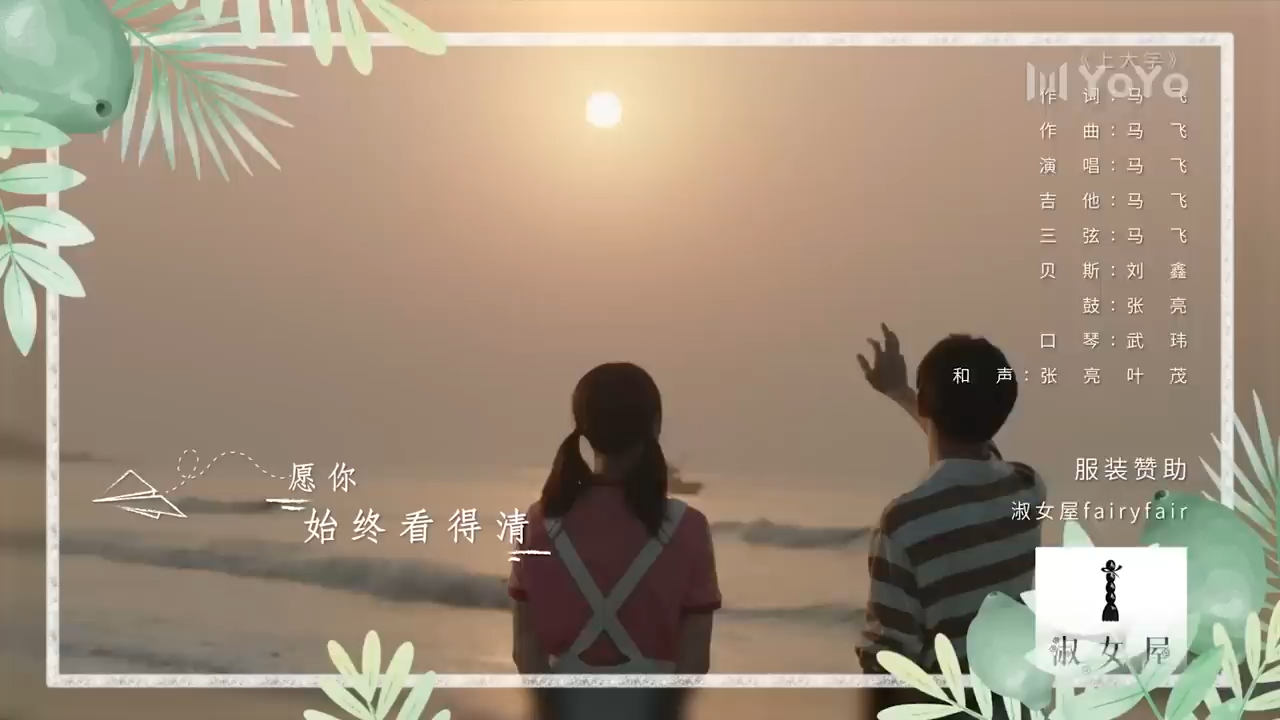 《上大学》
YoYo
作 词：马 飞
作 曲：马 飞
演 唱：马 飞
吉 他：马 飞
三 弦：马 飞
贝 斯：刘 鑫
鼓：张 亮
口 琴：武 玮
和 声：张 亮 叶 茂
愿你
始终看得清
服装赞助
淑女屋fairyfair
淑女屋